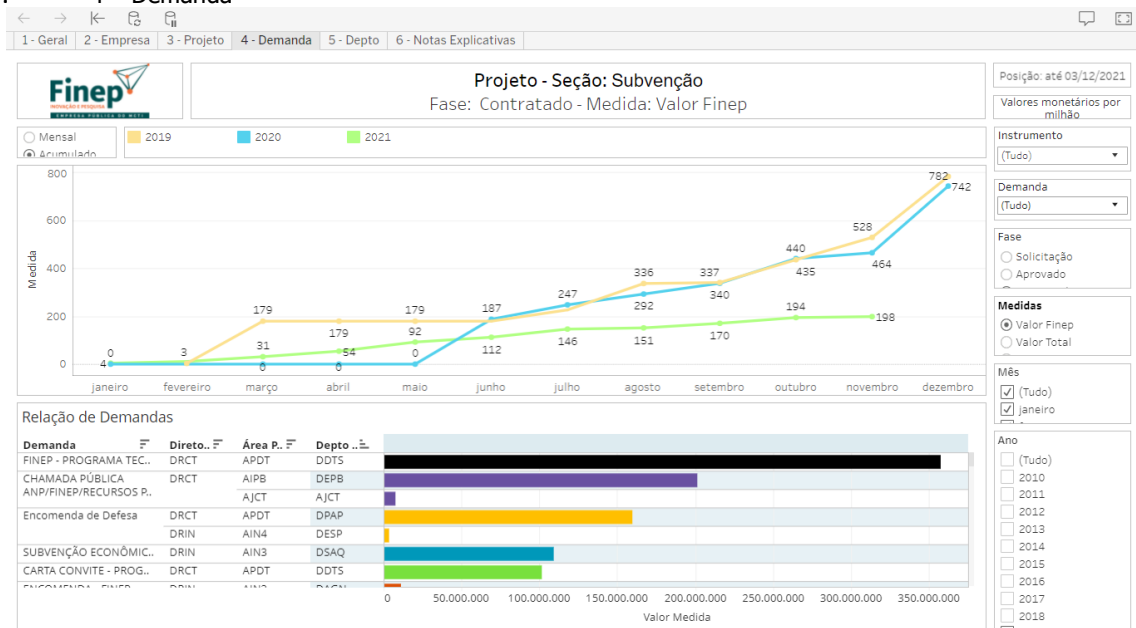 1 - Geral 2 - Empresa 3 - Projeto 4 - Demanda 5 - Depto 6 - Notas Explicativas
Finep
INOVAÇÃO E PESQUISA
EMPRESA PÚBLICA DO MCTI
Projeto - Seção: Subvenção
Fase: Contratado - Medida: Valor Finep
Posição: até 03/12/2021
Valores monetários por
milhão
Mensal
Acumulado
2019 2020 2021
Instrumento
(Tudo)
Demanda
(Tudo)
Fase
Solicitação
Aprovado
Medidas
Valor Finep
Valor Total
Mês
(Tudo)
janeiro
Ano
(Tudo)
2010
2011
2012
2013
2014
2015
2016
2017
2018
Medida
800
600
400
200
0
0
4
3
179
31
0
179
54
0
179
92
0
187
112
247
146
336
292
151
337
340
170
440
435
194
528
464
198
782
742
janeiro fevereiro março abril maio junho julho agosto setembro outubro novembro dezembro
Relação de Demandas
Demanda Direto.. Área P.. Depto ..
FINEP - PROGRAMA TEC.. DRCT APDT DDTS
CHAMADA PÚBLICA DRCT AIPB DEPB
ANP/FINEP/RECURSOS P..
AJCT AJCT
Encomenda de Defesa DRCT APDT DPAP
DRIN AIN4 DESP
SUBVENÇÃO ECONÔMIC.. DRIN AIN3 DSAQ
CARTA CONVITE - PROG.. DRCT APDT DDTS
ENCOMENDA - FINEP DRIN
0 50.000.000 100.000.000 150.000.000 200.000.000 250.000.000 300.000.000 350.000.000
Valor Medida